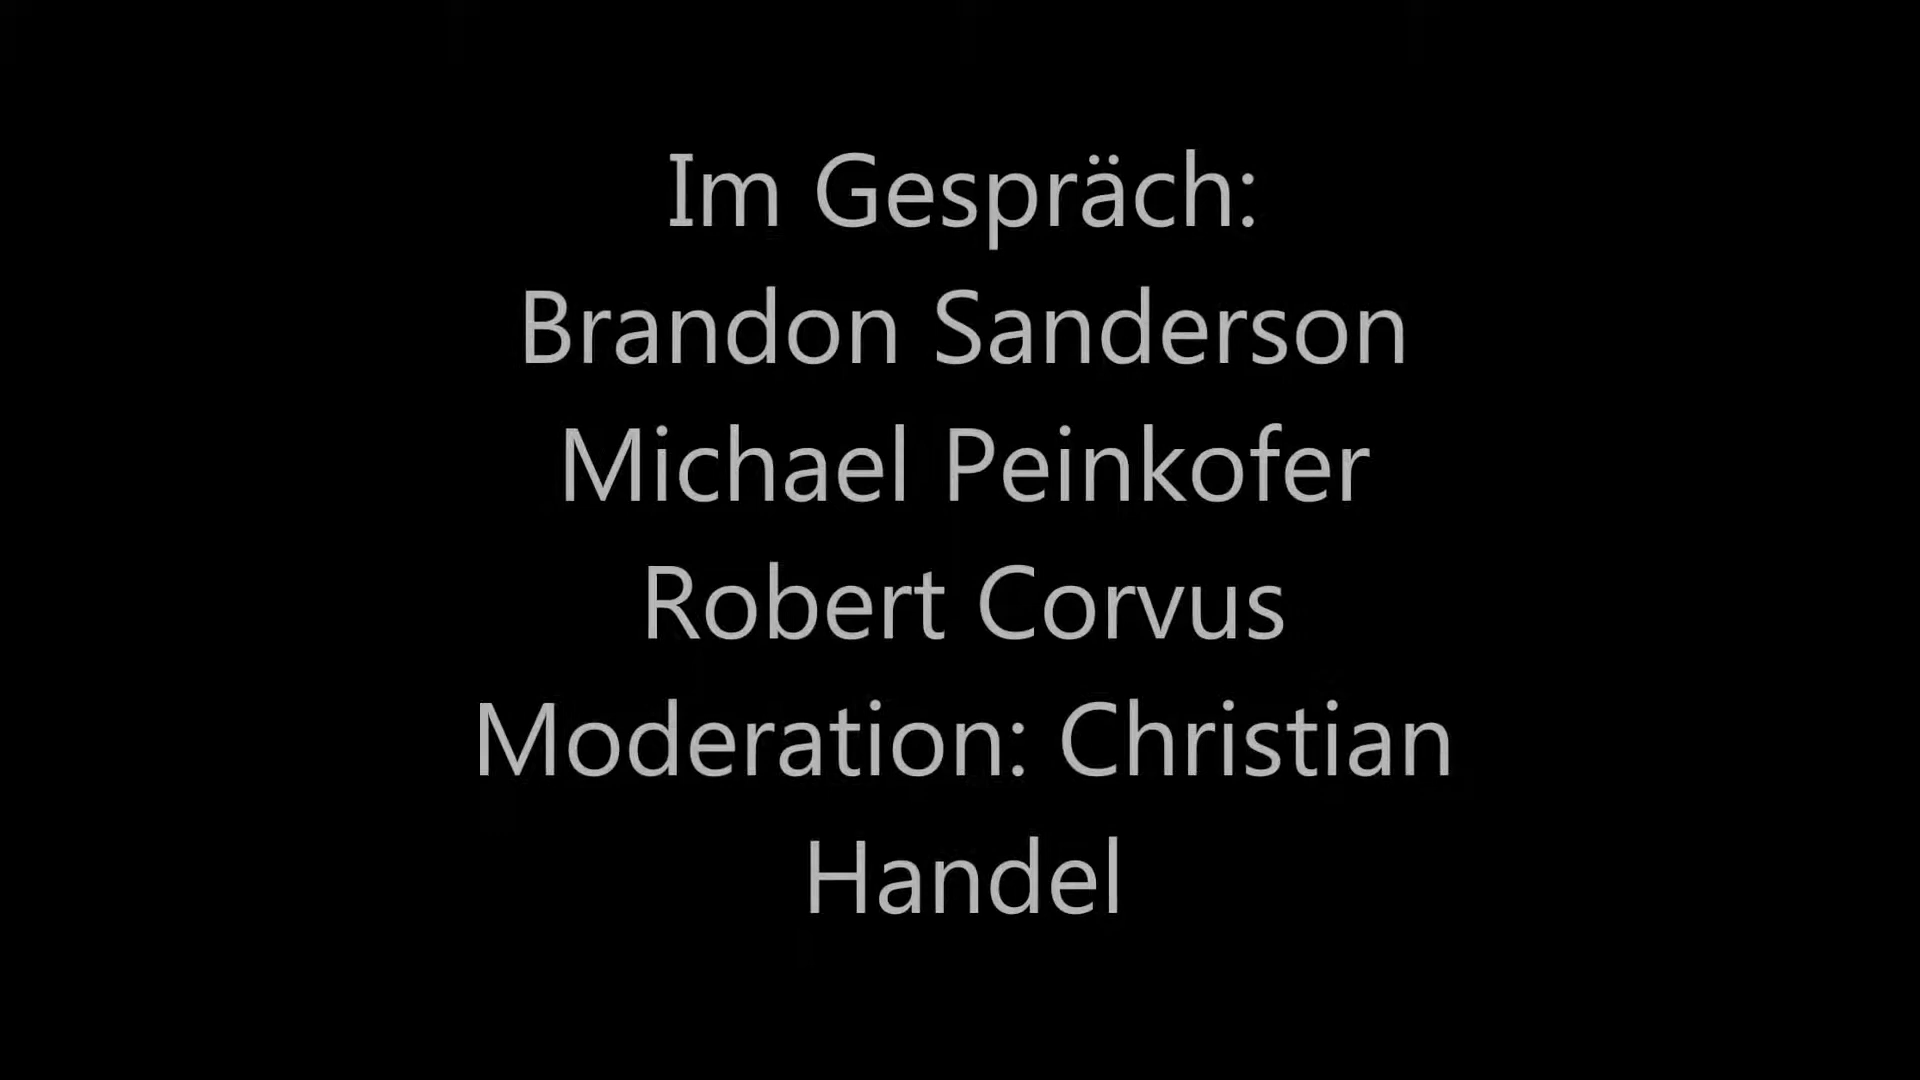 Im Gespräch:
Brandon Sanderson
Michael Peinkofer
Robert Corvus
Moderation: Christian
Handel